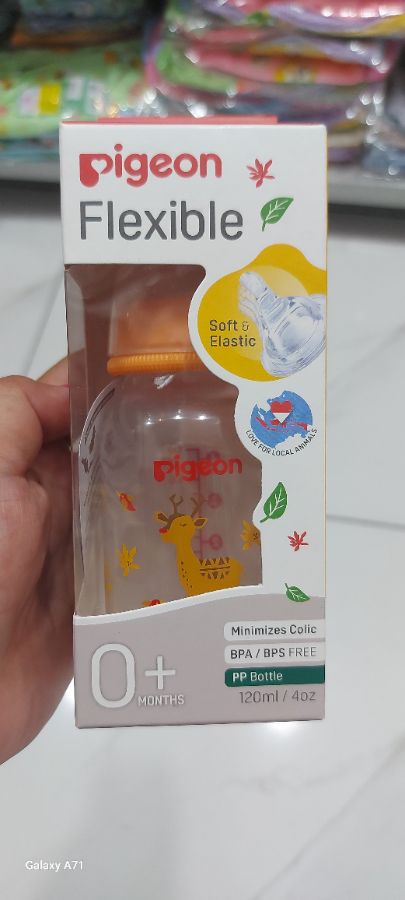 pigeon
Flexible
Soft &
Elastic
LOVE FOR LOCAL ANIMALS
pigeon
Minimizes Colic
BPA / BPS FREE
PP Bottle
0+
MONTHS
120ml / 4oz
Galaxy A71